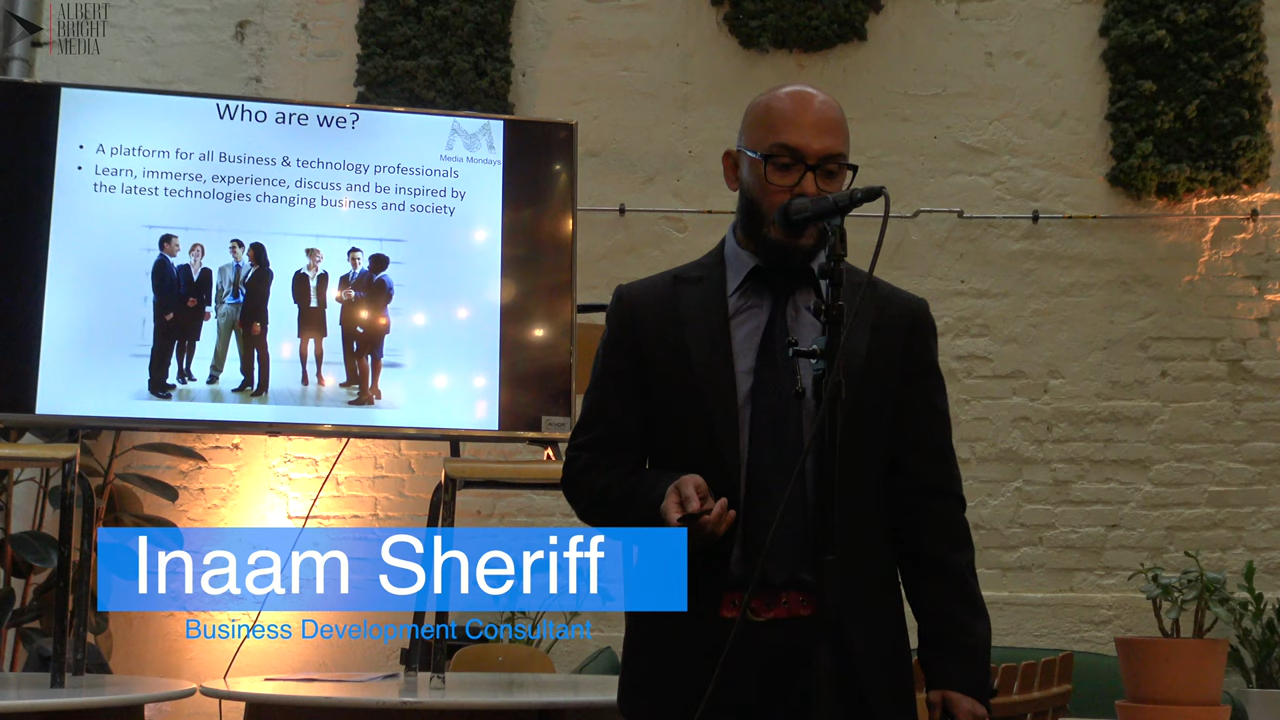 ALBERT
BRIGHT
MEDIA
Who are we?
Media Mondays
• A platform for all Business & technology professionals
• Learn, immerse, experience, discuss and be inspired by
the latest technologies changing business and society
Inaam Sheriff
Business Development Consultant